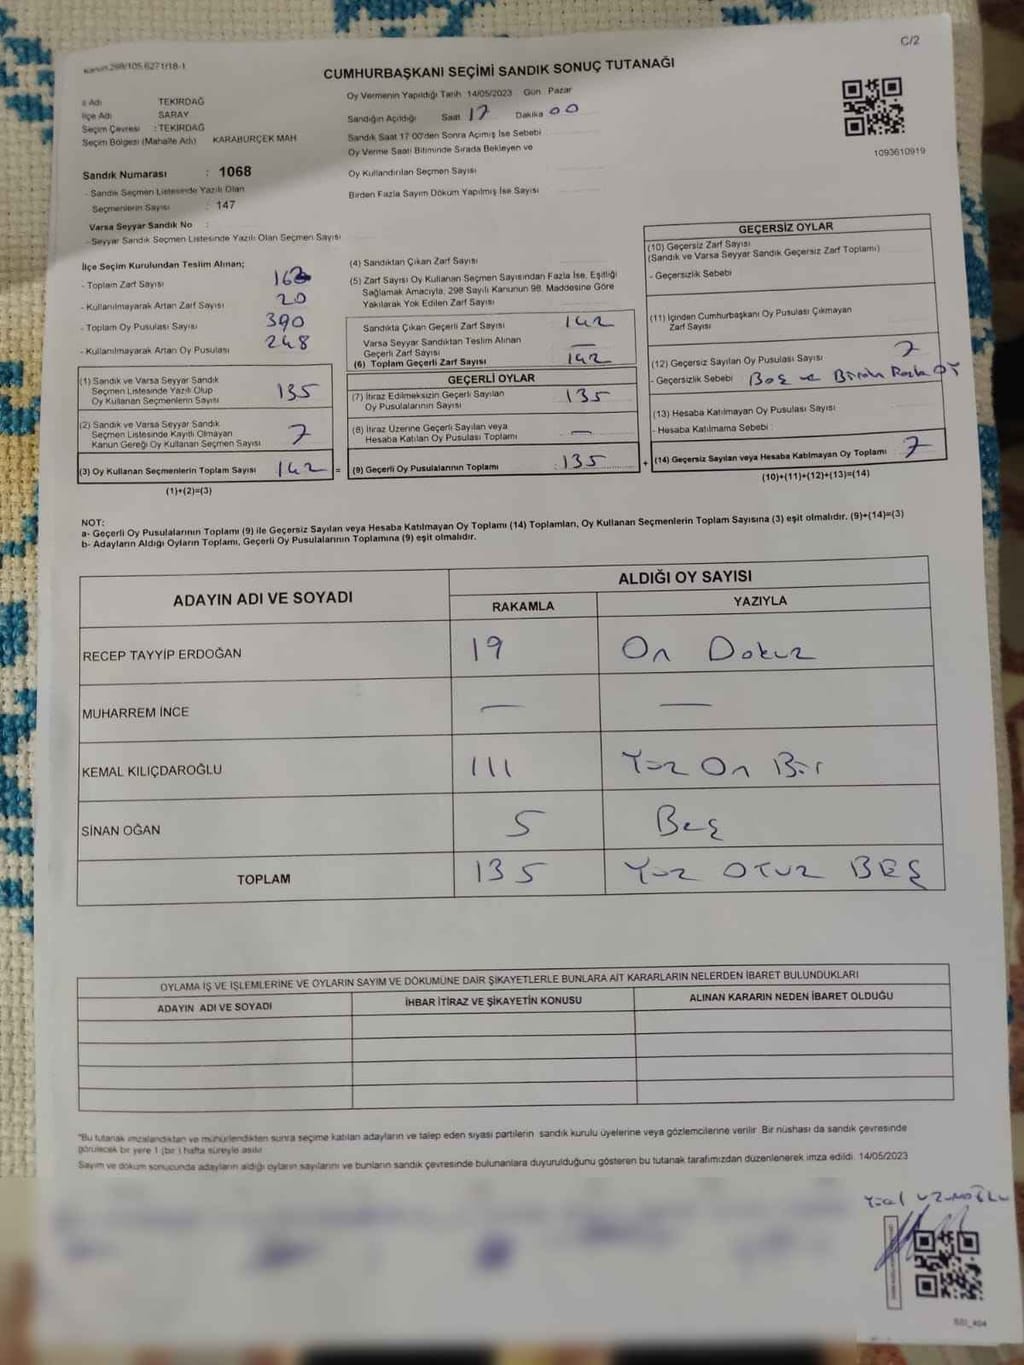 C/2
Kanun 298/105.6271f/18-1
CUMHURBAŞKANI SEÇİMİ SANDIK SONUÇ TUTANAĞI
İl Adı TEKİRDAĞ
İlçe Adı SARAY
Seçim Çevresi : TEKİRDAĞ
Seçim Bölgesi (Mahalle Adı) KARABURÇEK MAH
Oy Vermenin Yapıldığı Tarih 14/05/2023 Gün Pazar
Sandığın Açıldığı Saat 17 Dakika 00
Sandık Saat 17 00'den Sonra Açımış İse Sebebi
Oy Verme Saati Bitiminde Sırada Bekleyen ve
Oy Kullandırılan Seçmen Sayısı
Birden Fazla Sayım Döküm Yapılmış İse Sayısı
1093610919
Sandık Numarası : 1068
- Sandık Seçmen Listesinde Yazılı Olan
Seçmenlerin Sayısı : 147
Varsa Seyyar Sandık No :
- Seyyar Sandık Seçmen Listesinde Yazılı Olan Seçmen Sayısı
İlçe Seçim Kurulundan Teslim Alınan;
- Toplam Zarf Sayısı
- Kullanılmayarak Artan Zarf Sayısı 20
- Toplam Oy Pusulası Sayısı 390
- Kullanılmayarak Artan Oy Pusulası 248
(1) Sandık ve Varsa Seyyar Sandık
Seçmen Listesinde Yazılı Olup
Oy Kullanan Seçmenlerin Sayısı 135
(2) Sandık ve Varsa Seyyar Sandık
Seçmen Listesinde Kayıtlı Olmayan
Kanun Gereği Oy Kullanan Seçmen Sayısı 7
(3) Oy Kullanan Seçmenlerin Toplam Sayısı 142 =
(1)+(2)=(3)
(4) Sandıktan Çıkan Zarf Sayısı
(5) Zarf Sayısı Oy Kullanan Seçmen Sayısından Fazla İse, Eşitliği
Sağlamak Amacıyla, 298 Sayılı Kanunun 98. Maddesine Göre
Yakılarak Yok Edilen Zarf Sayısı
Sandıkta Çıkan Geçerli Zarf Sayısı 142
Varsa Seyyar Sandıktan Teslim Alınan
Geçerli Zarf Sayısı —
(6) Toplam Geçerli Zarf Sayısı 142
GEÇERLİ OYLAR
(7) İtiraz Edilmeksizin Geçerli Sayılan
Oy Pusulalarının Sayısı 135
(8) İtiraz Üzerine Geçerli Sayılan veya
Hesaba Katılan Oy Pusulası Toplamı —
(9) Geçerli Oy Pusulalarının Toplamı : 135 +
GEÇERSİZ OYLAR
(10) Geçersiz Zarf Sayısı
(Sandık ve Varsa Seyyar Sandık Geçersiz Zarf Toplamı)
- Geçersizlik Sebebi
(11) İçinden Cumhurbaşkanı Oy Pusulası Çıkmayan
Zarf Sayısı
(12) Geçersiz Sayılan Oy Pusulası Sayısı 7
- Geçersizlik Sebebi Boş ve Birden Fazla OY
(13) Hesaba Katılmayan Oy Pusulası Sayısı
- Hesaba Katılmama Sebebi
(14) Geçersiz Sayılan veya Hesaba Katılmayan Oy Toplamı 7
(10)+(11)+(12)+(13)=(14)
NOT:
a- Geçerli Oy Pusulalarının Toplamı (9) ile Geçersiz Sayılan veya Hesaba Katılmayan Oy Toplamı (14) Toplamları, Oy Kullanan Seçmenlerin Toplam Sayısına (3) eşit olmalıdır. (9)+(14)=(3)
b- Adayların Aldığı Oyların Toplamı, Geçerli Oy Pusulalarının Toplamına (9) eşit olmalıdır.
ADAYIN ADI VE SOYADI ALDIĞI OY SAYISI
RAKAMLA YAZIYLA
RECEP TAYYİP ERDOĞAN 19 On Dokuz
MUHARREM İNCE — —
KEMAL KILIÇDAROĞLU 111 Yüz On Bir
SİNAN OĞAN 5 Beş
TOPLAM 135 Yüz OTUZ BEŞ
OYLAMA İŞ VE İŞLEMLERİNE VE OYLARIN SAYIM VE DÖKÜMÜNE DAİR ŞİKAYETLERLE BUNLARA AİT KARARLARIN NELERDEN İBARET BULUNDUKLARI
ADAYIN ADI VE SOYADI İHBAR İTİRAZ VE ŞİKAYETİN KONUSU ALINAN KARARIN NEDEN İBARET OLDUĞU
"Bu tutanak imzalandıktan ve mühürlendikten sonra seçime katılan adayların ve talep eden siyasi partilerin sandık kurulu üyelerine veya gözlemcilerine verilir. Bir nüshası da sandık çevresinde
görülecek bir yere 1 (bir ) hafta süreyle asılır
Sayım ve döküm sonucunda adayların aldığı oyların sayılarını ve bunların sandık çevresinde bulunanlara duyurulduğunu gösteren bu tutanak tarafımızdan düzenlenerek imza edildi. 14/05/2023
UZUNOĞLU